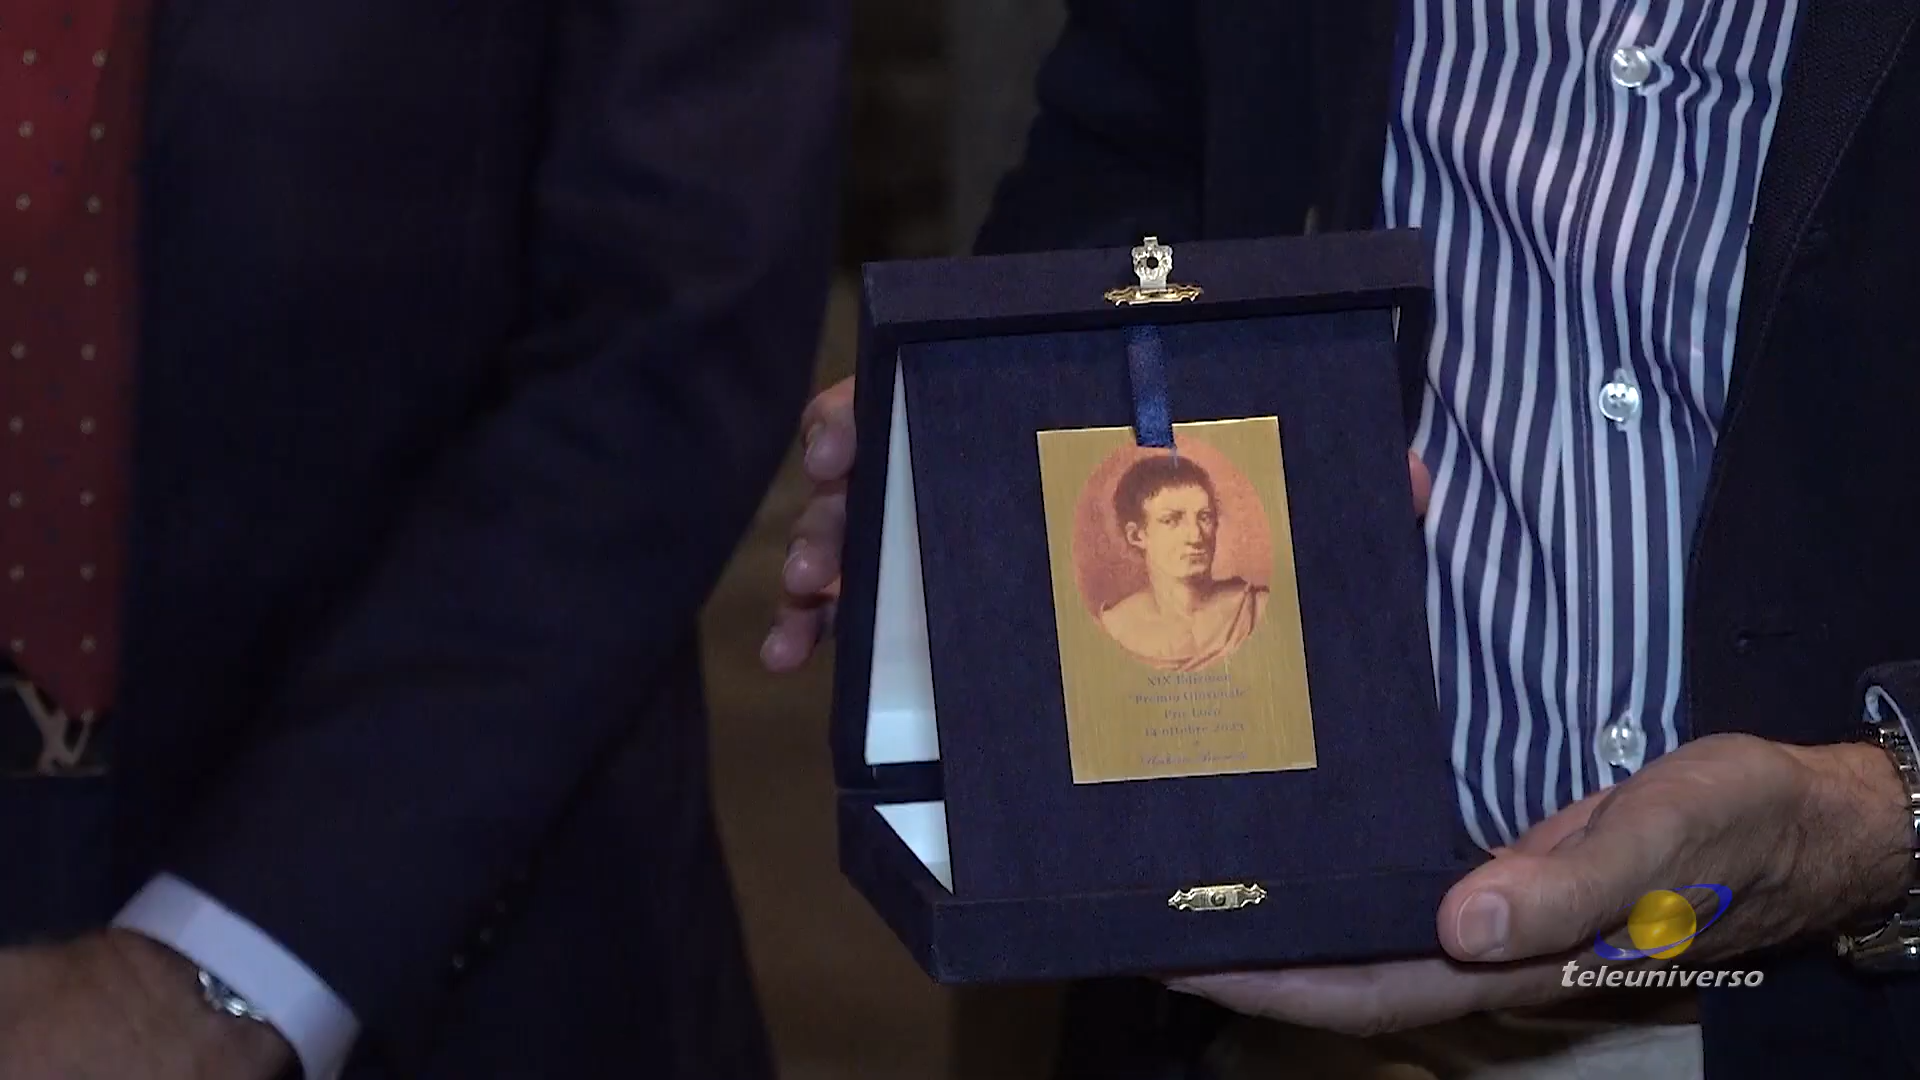 XIX Edizione
"Premio Giovenale"
Pro Loco
14 ottobre 2023
a
teleuniverso